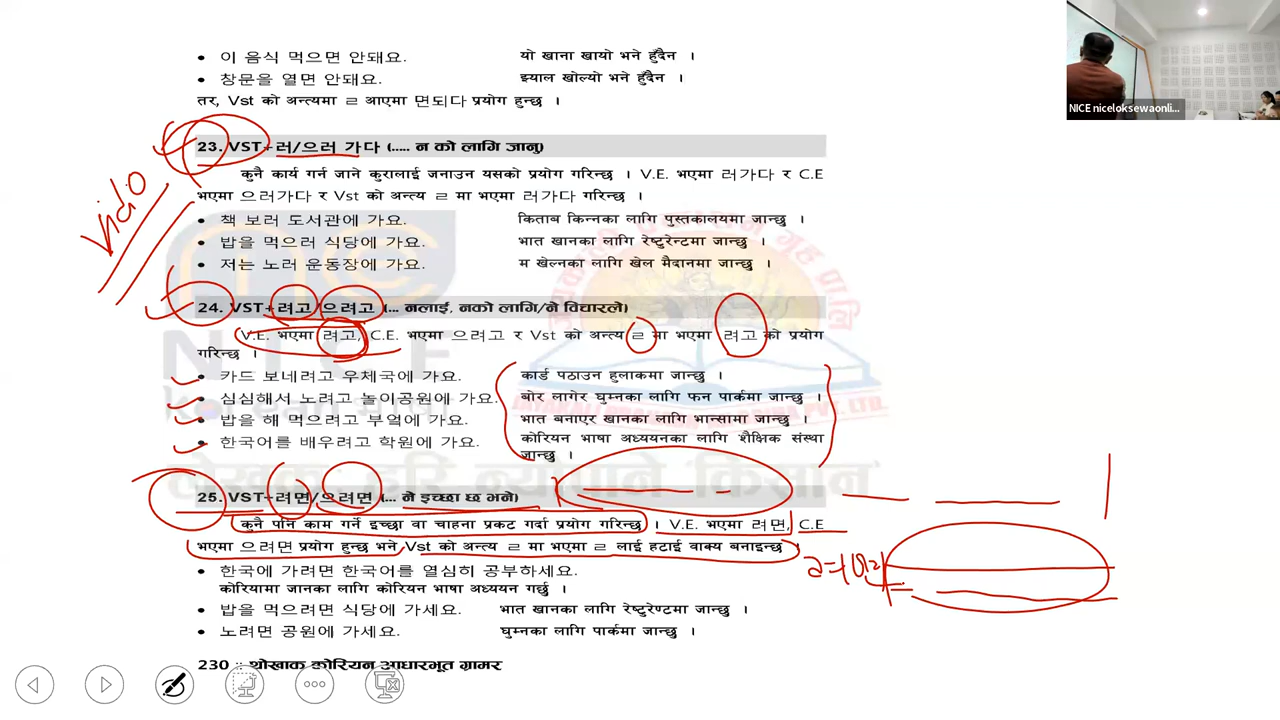 • 이 음식 먹으면 안돼요. यो खाना खायो भने हुँदैन ।
• 창문을 열면 안돼요. झ्याल खोल्यो भने हुँदैन ।
तर, Vst को अन्त्यमा ㄹ आएमा 면되다 प्रयोग हुन्छ ।
23. VST+러/으러 가다 (..... न को लागि जानु)
कुनै कार्य गर्न जाने कुरालाई जनाउन यसको प्रयोग गरिन्छ । V.E. भएमा 러가다 र C.E
भएमा 으러가다 र Vst को अन्त्य ㄹ मा भएमा 러가다 गरिन्छ ।
• 책 보러 도서관에 가요. किताब किन्नका लागि पुस्तकालयमा जान्छु ।
• 밥을 먹으러 식당에 가요. भात खानका लागि रेष्टुरेन्टमा जान्छु ।
• 저는 노러 운동장에 가요. म खेल्नका लागि खेल मैदानमा जान्छु ।
Vido
24. VST+려고/으려고 (... नलाई, नको लागि/ने विचारले)
V.E. भएमा 려고, C.E. भएमा 으려고 र Vst को अन्त्य ㄹ मा भएमा 려고 को प्रयोग
गरिन्छ ।
• 카드 보네려고 우체국에 가요. कार्ड पठाउन हुलाकमा जान्छु ।
• 심심해서 노려고 놀이공원에 가요. बोर लागेर घुम्नका लागि फन पार्कमा जान्छु ।
• 밥을 해 먹으려고 부엌에 가요. भात बनाएर खानका लागि भान्सामा जान्छु ।
• 한국어를 배우려고 학원에 가요. कोरियन भाषा अध्ययनका लागि शैक्षिक संस्था
जान्छु ।
25. VST+려면/으려면 (... ने इच्छा छ भने)
कुनै पनि काम गर्ने इच्छा वा चाहना प्रकट गर्दा प्रयोग गरिन्छ । V.E. भएमा 려면, C.E
भएमा 으려면 प्रयोग हुन्छ भने Vst को अन्त्य ㄹ मा भएमा ㄹ लाई हटाई वाक्य बनाइन्छ ।
• 한국에 가려면 한국어를 열심히 공부하세요.
कोरियामा जानका लागि कोरियन भाषा अध्ययन गर्छु ।
• 밥을 먹으려면 식당에 가세요. भात खानका लागि रेष्टुरेण्टमा जान्छु ।
• 노려면 공원에 가세요. घुम्नका लागि पार्कमा जान्छु ।
230 :: थोखाक कोरियन आधारभूत ग्रामर
NICE niceloksewaonli...